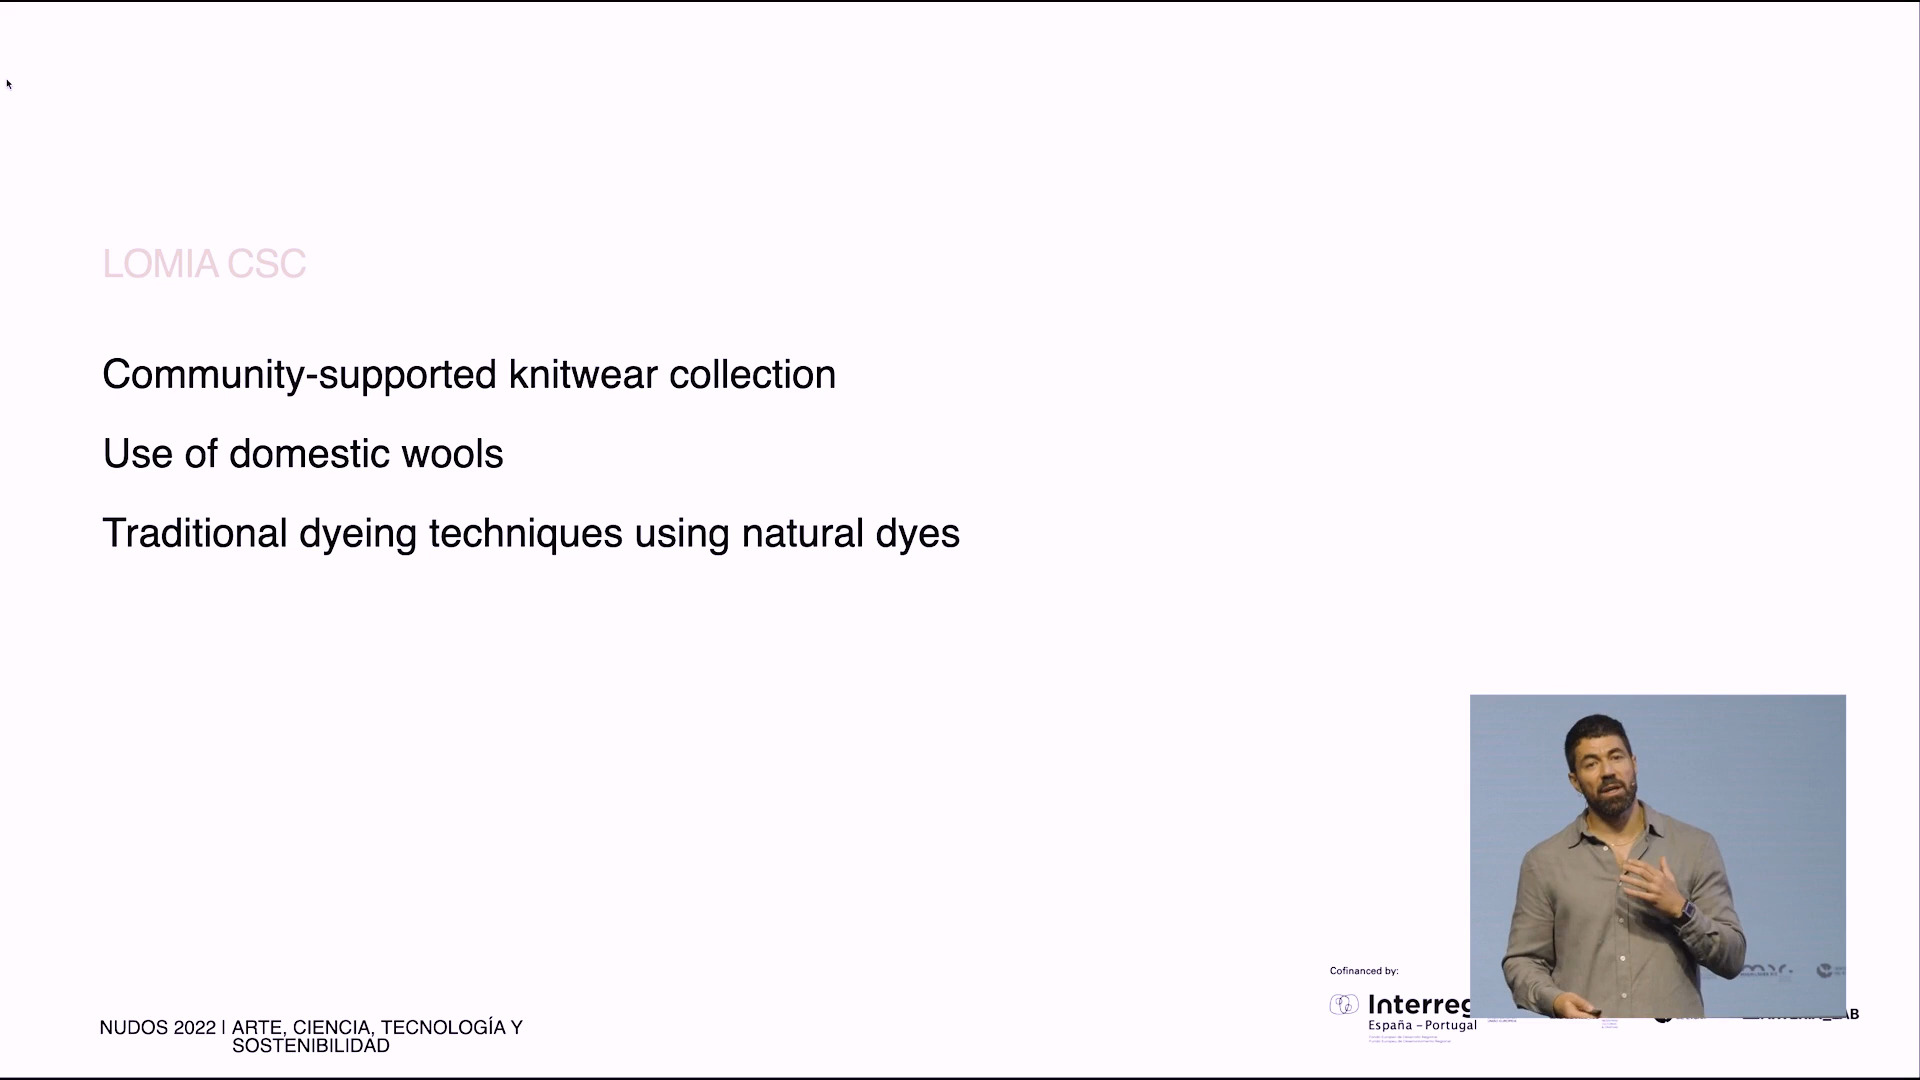 LOMIA CSC
Community-supported knitwear collection
Use of domestic wools
Traditional dyeing techniques using natural dyes
Cofinanced by:
Interreg
España – Portugal
NUDOS 2022 | ARTE, CIENCIA, TECNOLOGÍA Y
SOSTENIBILIDAD